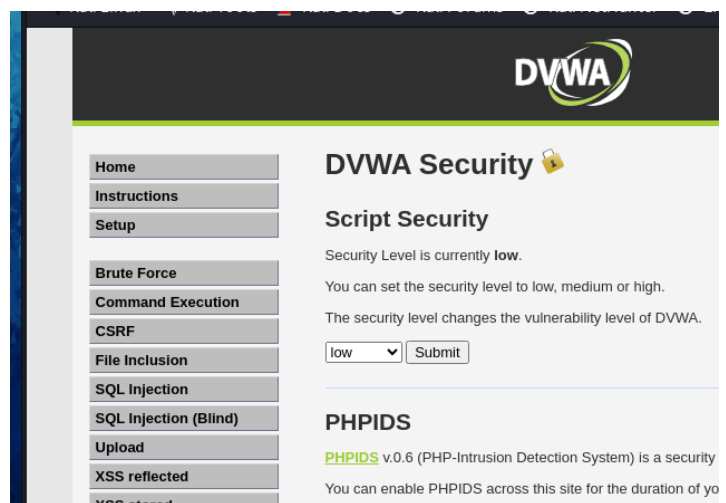 DVWA
Home
Instructions
Setup
Brute Force
Command Execution
CSRF
File Inclusion
SQL Injection
SQL Injection (Blind)
Upload
XSS reflected
XSS stored
DVWA Security
Script Security
Security Level is currently low.
You can set the security level to low, medium or high.
The security level changes the vulnerability level of DVWA.
low
Submit
PHPIDS
PHPIDS v.0.6 (PHP-Intrusion Detection System) is a security
You can enable PHPIDS across this site for the duration of yo